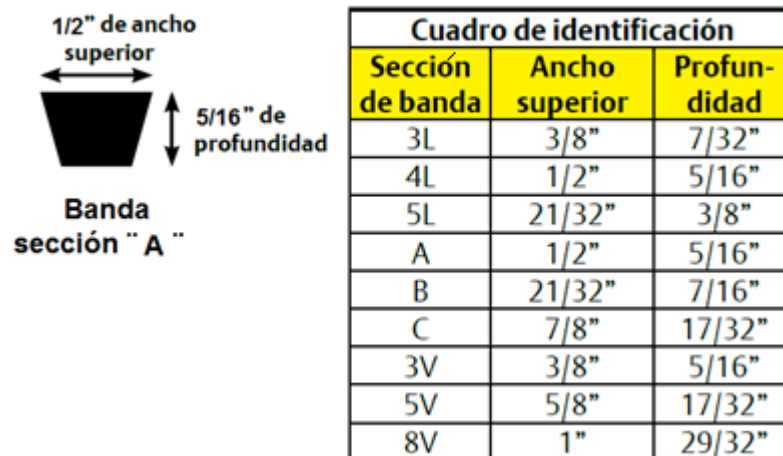 1/2” de ancho
superior
5/16” de
profundidad
Banda
sección ¨ A ¨
Cuadro de identificación
Sección de banda Ancho superior Profun-didad
3L 3/8” 7/32”
4L 1/2” 5/16”
5L 21/32” 3/8”
A 1/2” 5/16”
B 21/32” 7/16”
C 7/8” 17/32”
3V 3/8” 5/16”
5V 5/8” 17/32”
8V 1” 29/32”